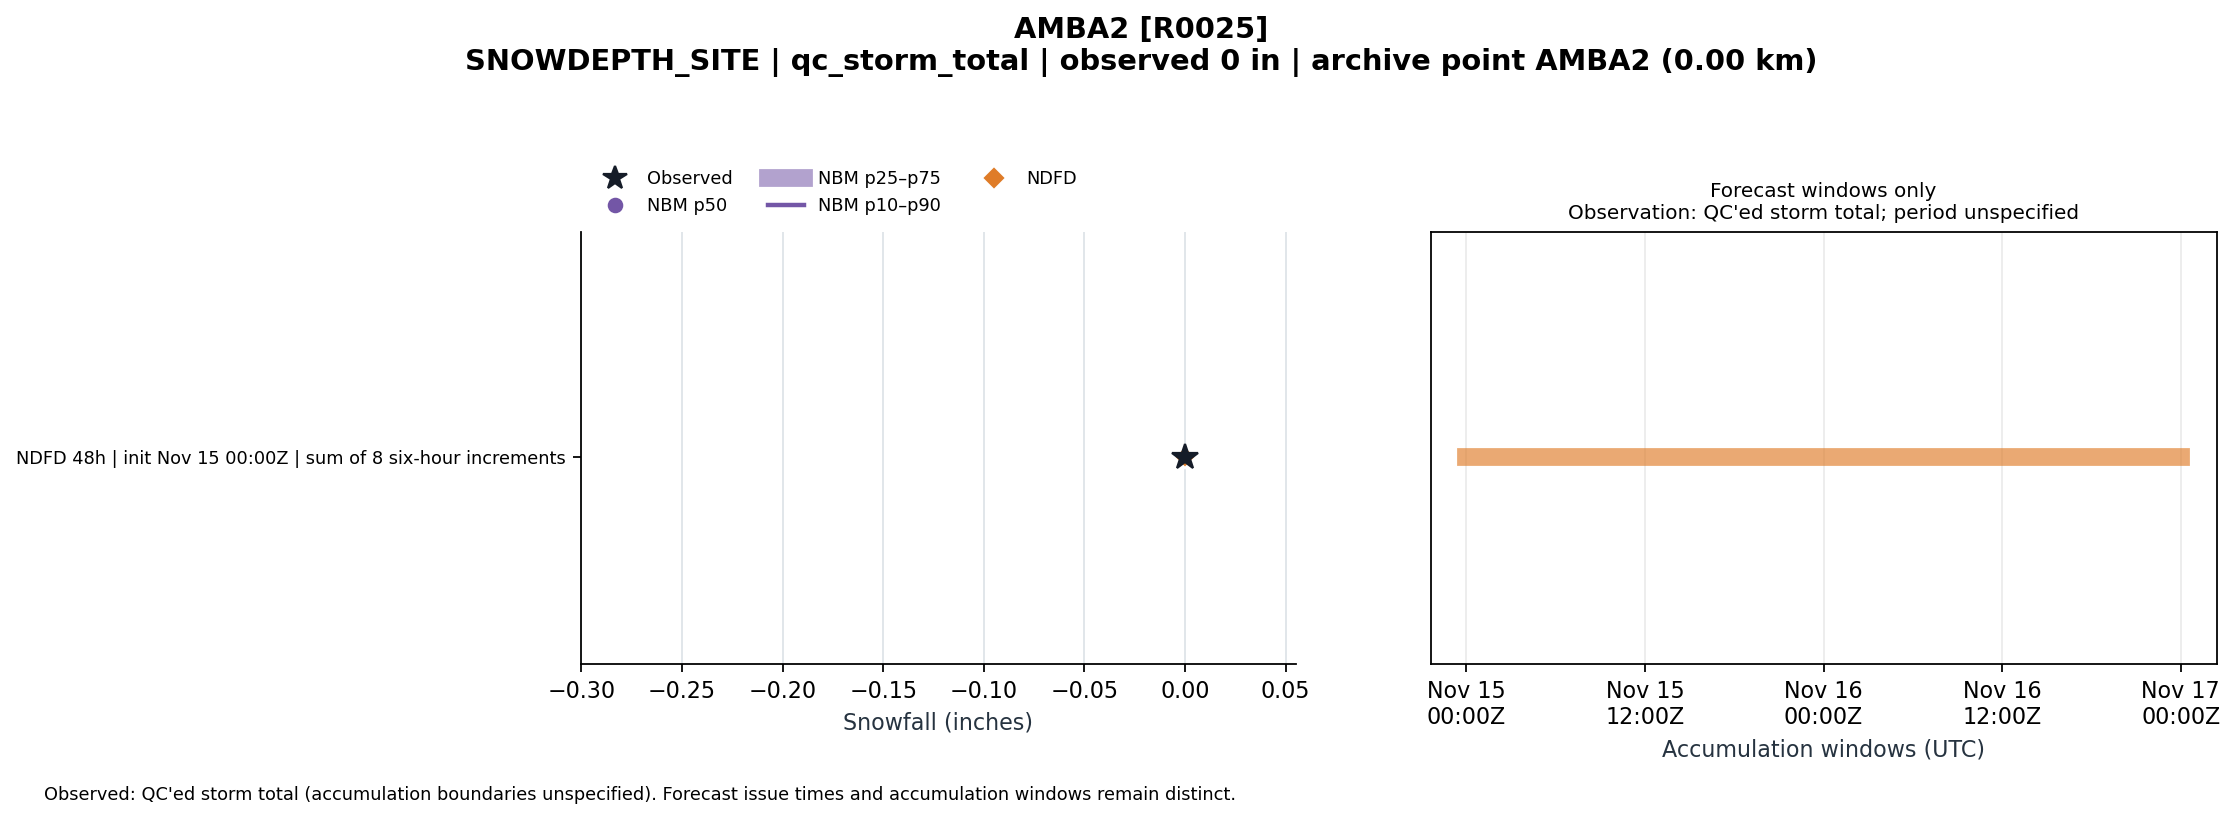 AMBA2 [R0025]
SNOWDEPTH_SITE | qc_storm_total | observed 0 in | archive point AMBA2 (0.00 km)
Observed
NBM p50
NBM p25–p75
NBM p10–p90
NDFD
NDFD 48h | init Nov 15 00:00Z | sum of 8 six-hour increments
−0.30 −0.25 −0.20 −0.15 −0.10 −0.05 0.00 0.05
Snowfall (inches)
Forecast windows only
Observation: QC'ed storm total; period unspecified
Nov 15 Nov 15 Nov 16 Nov 16 Nov 17
00:00Z 12:00Z 00:00Z 12:00Z 00:00Z
Accumulation windows (UTC)
Observed: QC'ed storm total (accumulation boundaries unspecified). Forecast issue times and accumulation windows remain distinct.